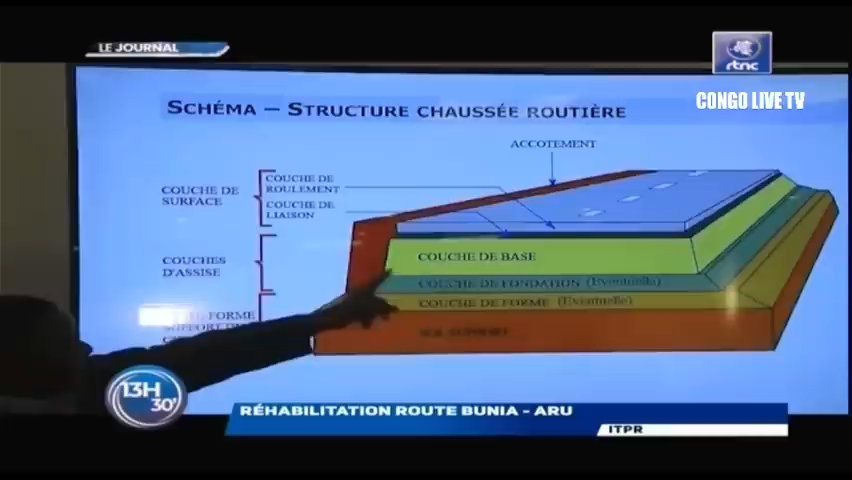 LE JOURNAL
rtnc
CONGO LIVE TV
SCHÉMA – STRUCTURE CHAUSSÉE ROUTIÈRE
ACCOTEMENT
COUCHE DE
SURFACE
COUCHE DE
ROULEMENT
COUCHE DE
LIAISON
COUCHES
D'ASSISE
COUCHE DE BASE
COUCHE DE FONDATION (Eventuelle)
COUCHE DE FORME (Eventuelle)
FORME
13H
30'
RÉHABILITATION ROUTE BUNIA - ARU
ITPR